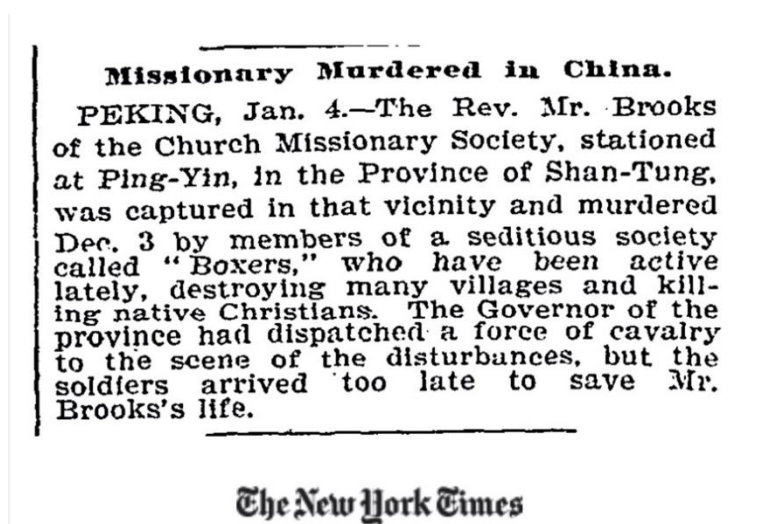 Missionary Murdered in China.
PEKING, Jan. 4.—The Rev. Mr. Brooks
of the Church Missionary Society, stationed
at Ping-Yin, in the Province of Shan-Tung,
was captured in that vicinity and murdered
Dec. 3 by members of a seditious society
called "Boxers," who have been active
lately, destroying many villages and kill-
ing native Christians. The Governor of the
province had dispatched a force of cavalry
to the scene of the disturbances, but the
soldiers arrived too late to save Mr.
Brooks's life.
The New York Times